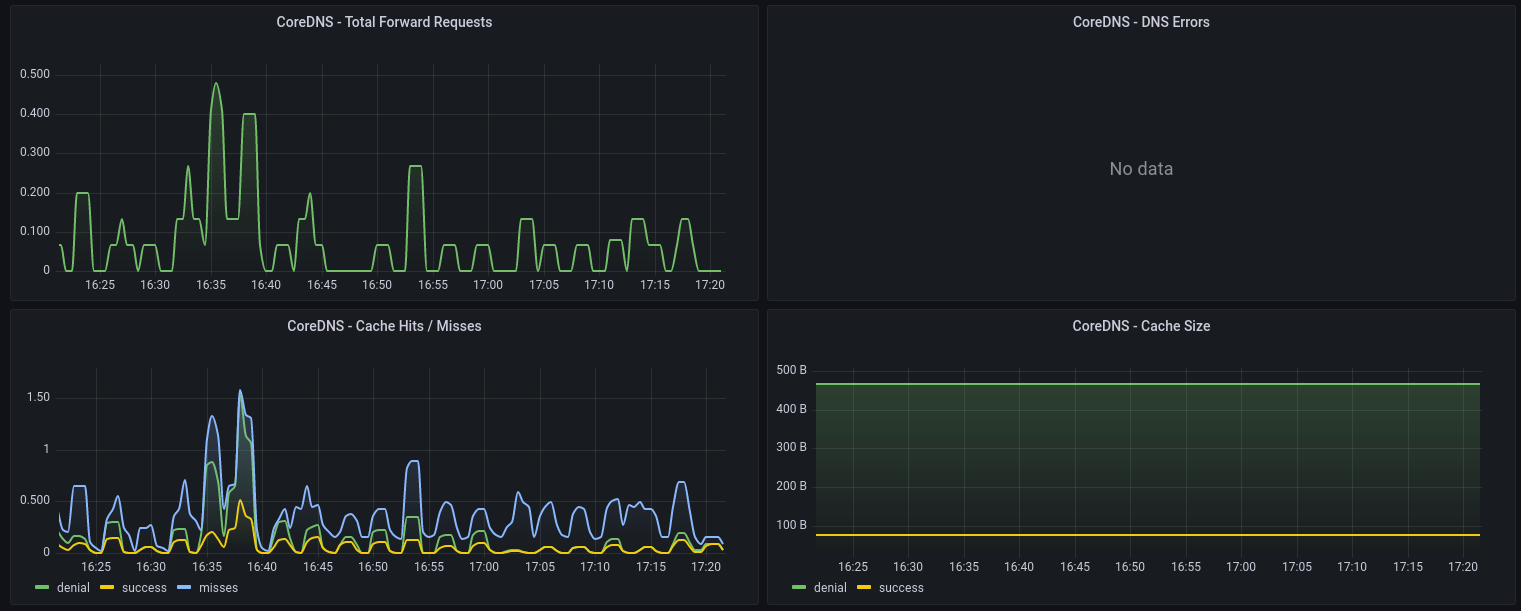 CoreDNS - Total Forward Requests
0.500
0.400
0.300
0.200
0.100
0
16:25 16:30 16:35 16:40 16:45 16:50 16:55 17:00 17:05 17:10 17:15 17:20
CoreDNS - DNS Errors
No data
CoreDNS - Cache Hits / Misses
1.50
1
0.500
0
16:25 16:30 16:35 16:40 16:45 16:50 16:55 17:00 17:05 17:10 17:15 17:20
denial success misses
CoreDNS - Cache Size
500 B
400 B
300 B
200 B
100 B
16:25 16:30 16:35 16:40 16:45 16:50 16:55 17:00 17:05 17:10 17:15 17:20
denial success